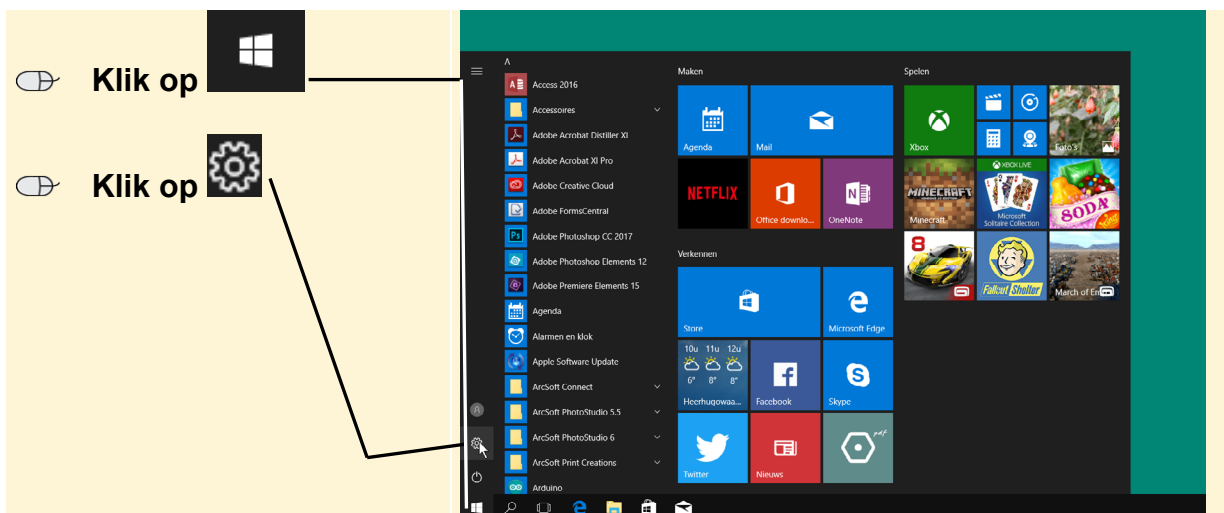 Klik op
Klik op
Λ
Access 2016
Accessoires
Adobe Acrobat Distiller XI
Adobe Acrobat XI Pro
Adobe Creative Cloud
Adobe FormsCentral
Ps Adobe Photoshop CC 2017
Adobe Photoshop Elements 12
Adobe Premiere Elements 15
Agenda
Alarmen en klok
Apple Software Update
ArcSoft Connect
ArcSoft PhotoStudio 5.5
ArcSoft PhotoStudio 6
ArcSoft Print Creations
Arduino
Maken
Agenda
Mail
NETFLIX
Office downlo...
N
OneNote
Verkennen
Store
Microsoft Edge
10u 11u 12u
6° 8° 8°
Heerhugowaa...
Facebook
Skype
Twitter
Nieuws
pdf
Spelen
Xbox
Foto's
MINECRAFT
Minecraft
XBOX LIVE
Microsoft
Solitaire Collection
SODA
8
Fallout Shelter
March of Em